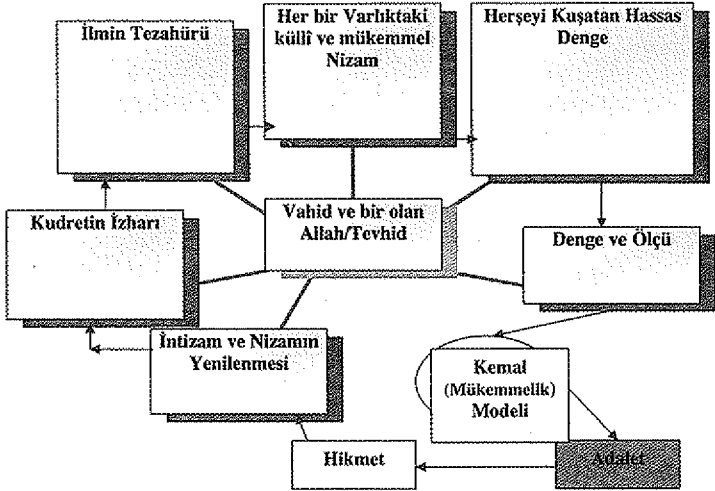 İlmin Tezahürü
Her bir Varlıktaki
küllî ve mükemmel
Nizam
Herşeyi Kuşatan Hassas
Denge
Kudretin İzharı
Vahid ve bir olan
Allah/Tevhid
Denge ve Ölçü
İntizam ve Nizamın
Yenilenmesi
Kemal
(Mükemmelik)
Modeli
Hikmet
Adalet